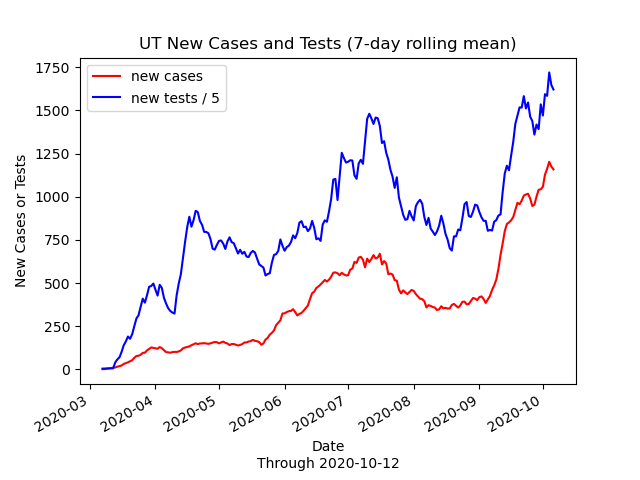 UT New Cases and Tests (7-day rolling mean)
new cases
new tests / 5
New Cases or Tests
1750
1500
1250
1000
750
500
250
0
2020-03
2020-04
2020-05
2020-06
2020-07
2020-08
2020-09
2020-10
Date
Through 2020-10-12